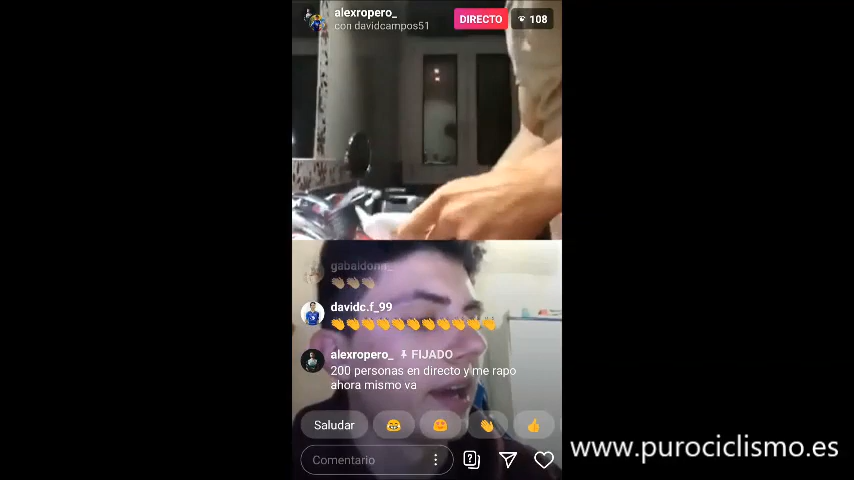 alexropero_
con davidcampos51
DIRECTO
108
gabaldonn_
👏🏼👏🏼👏🏼
davidc.f_99
👏👏👏👏👏👏👏👏👏👏👏
alexropero_ FIJADO
200 personas en directo y me rapo
ahora mismo va
Saludar
😂 😍 👏 👍
Comentario
www.purociclismo.es